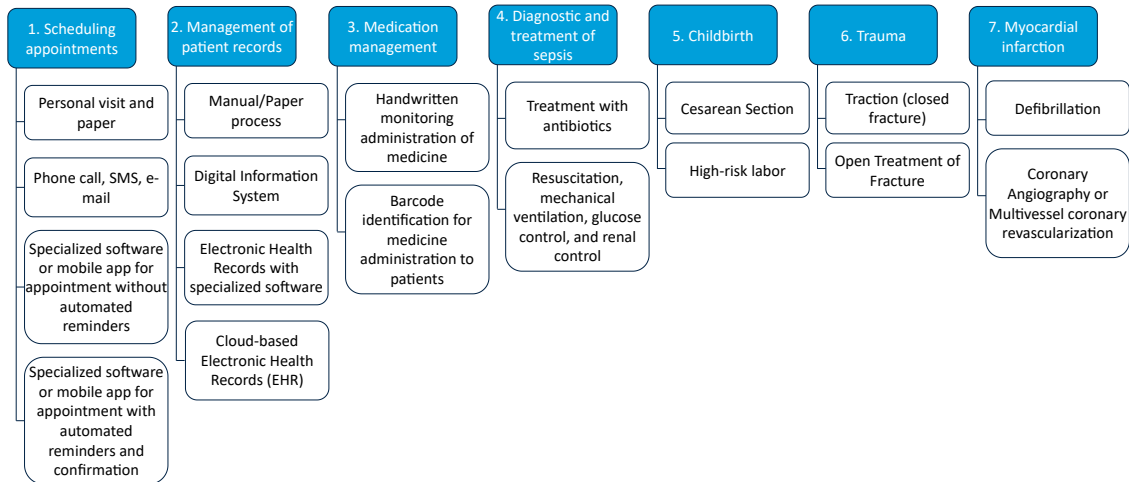 1. Scheduling
appointments
Personal visit and
paper
Phone call, SMS, e-
mail
Specialized software
or mobile app for
appointment without
automated
reminders
Specialized software
or mobile app for
appointment with
automated
reminders and
confirmation
2. Management of
patient records
Manual/Paper
process
Digital Information
System
Electronic Health
Records with
specialized software
Cloud-based
Electronic Health
Records (EHR)
3. Medication
management
Handwritten
monitoring
administration of
medicine
Barcode
identification for
medicine
administration to
patients
4. Diagnostic and
treatment of
sepsis
Treatment with
antibiotics
Resuscitation,
mechanical
ventilation, glucose
control, and renal
control
5. Childbirth
Cesarean Section
High-risk labor
6. Trauma
Traction (closed
fracture)
Open Treatment of
Fracture
7. Myocardial
infarction
Defibrillation
Coronary
Angiography or
Multivessel coronary
revascularization